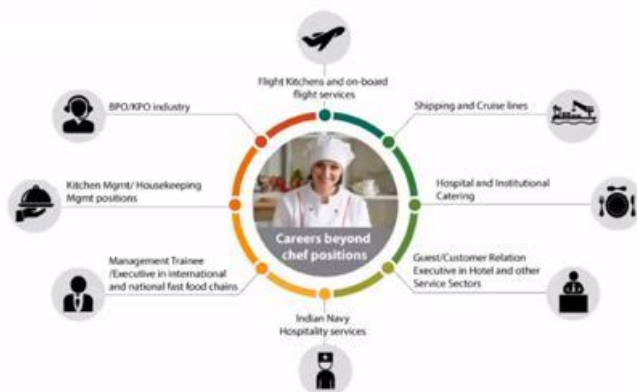 Flight Kitchens and on-board
flight services
BPO/KPO industry
Shipping and Cruise lines
Kitchen Mgmt/ Housekeeping
Mgmt positions
Hospital and Institutional
Catering
Careers beyond
chef positions
Management Trainee
/Executive in international
and national fast food chains
Guest/Customer Relation
Executive in Hotel and other
Service Sectors
Indian Navy
Hospitality services